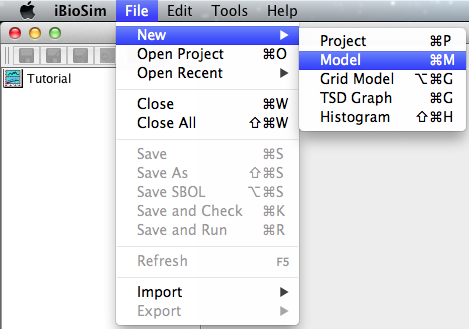 iBioSim File Edit Tools Help
New
Open Project ⌘O
Open Recent
Close ⌘W
Close All ⇧⌘W
Save ⌘S
Save As ⇧⌘S
Save SBOL ⌥⌘S
Save and Check ⌘K
Save and Run ⌘R
Refresh F5
Import
Export
Project ⌘P
Model ⌘M
Grid Model ⌥⌘G
TSD Graph ⌘G
Histogram ⇧⌘H
Tutorial